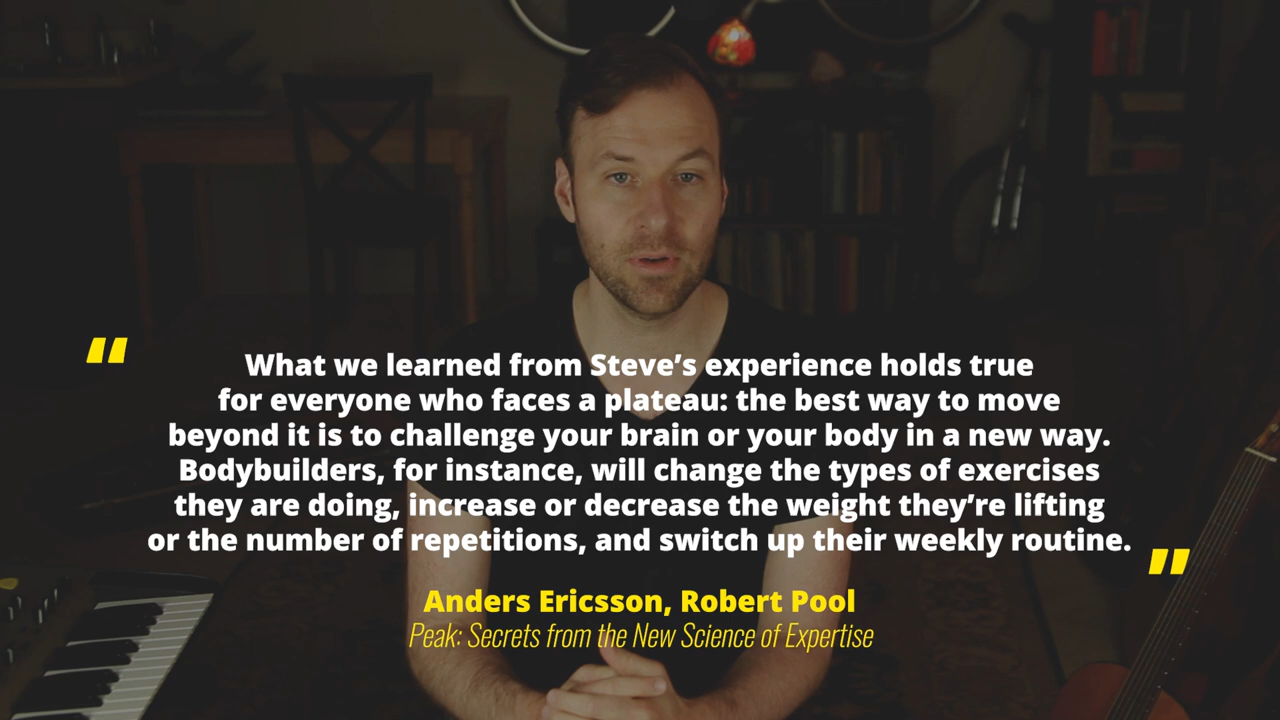 “
What we learned from Steve’s experience holds true
for everyone who faces a plateau: the best way to move
beyond it is to challenge your brain or your body in a new way.
Bodybuilders, for instance, will change the types of exercises
they are doing, increase or decrease the weight they’re lifting
or the number of repetitions, and switch up their weekly routine.
”
Anders Ericsson, Robert Pool
Peak: Secrets from the New Science of Expertise